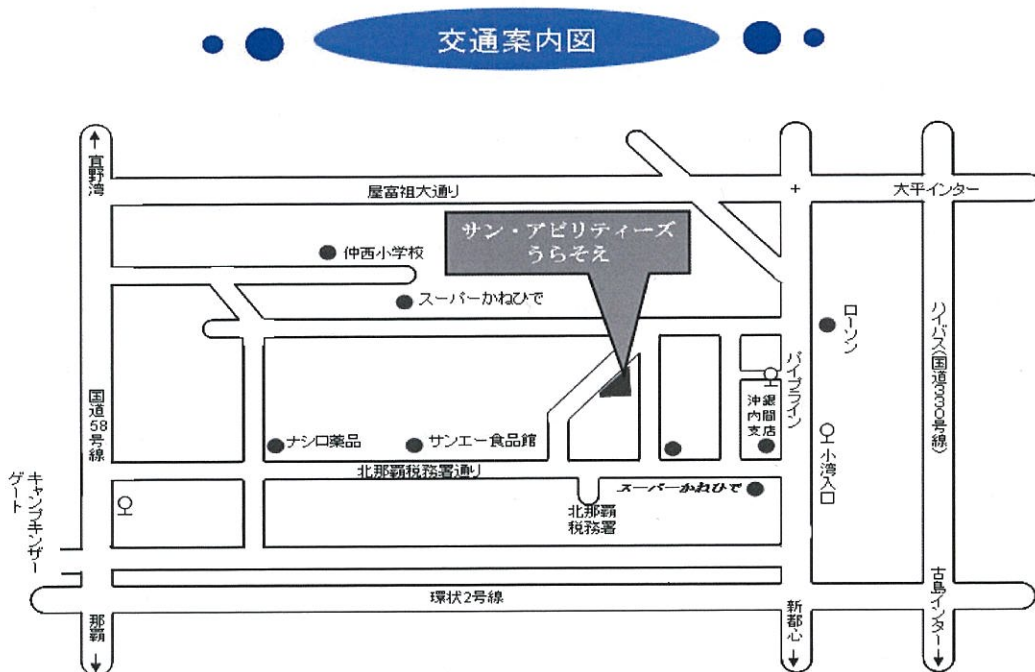 交通案内図
↑宜野湾
屋富祖大通り
大平インター
サン・アビリティーズ
うらそえ
仲西小学校
スーパーかねひで
ローソン
パイプライン
バイパス(国道330号線)
国道58号線
沖銀
内間
支店
ナシロ薬品
サンエー食品館
小湾入口
北那覇税務署通り
スーパーかねひで
キャンプキンザー
ゲート
北那覇
税務署
環状2号線
那覇→
新都心→
古島インター→